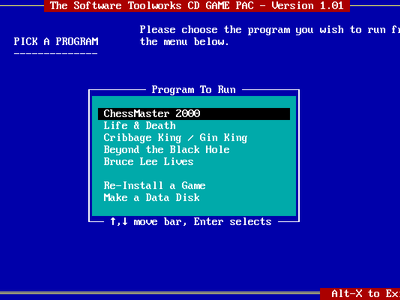 The Software Toolworks CD GAME PAC - Version 1.01
Please choose the program you wish to run fr
PICK A PROGRAM
the menu below.
Program To Run
ChessMaster 2000
Life & Death
Cribbage King / Gin King
Beyond the Black Hole
Bruce Lee Lives
Re-Install a Game
Make a Data Disk
↑,↓ move bar, Enter selects
Alt-X to Ex